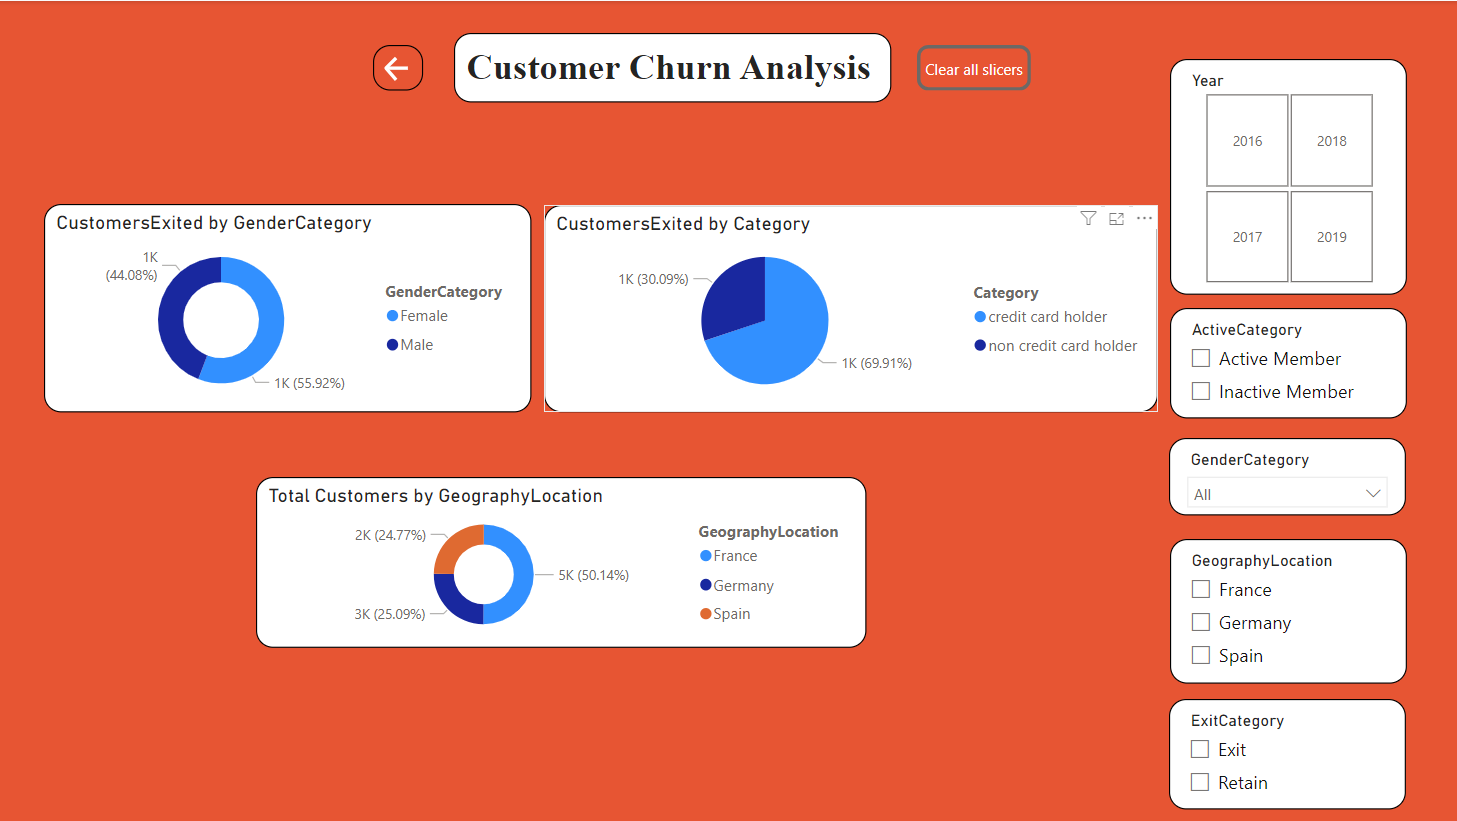 Customer Churn Analysis
Clear all slicers
Year
2016
2018
2017
2019
CustomersExited by GenderCategory
1K
(44.08%)
1K (55.92%)
GenderCategory
Female
Male
CustomersExited by Category
1K (30.09%)
1K (69.91%)
Category
credit card holder
non credit card holder
ActiveCategory
Active Member
Inactive Member
GenderCategory
All
Total Customers by GeographyLocation
2K (24.77%)
5K (50.14%)
3K (25.09%)
GeographyLocation
France
Germany
Spain
GeographyLocation
France
Germany
Spain
ExitCategory
Exit
Retain